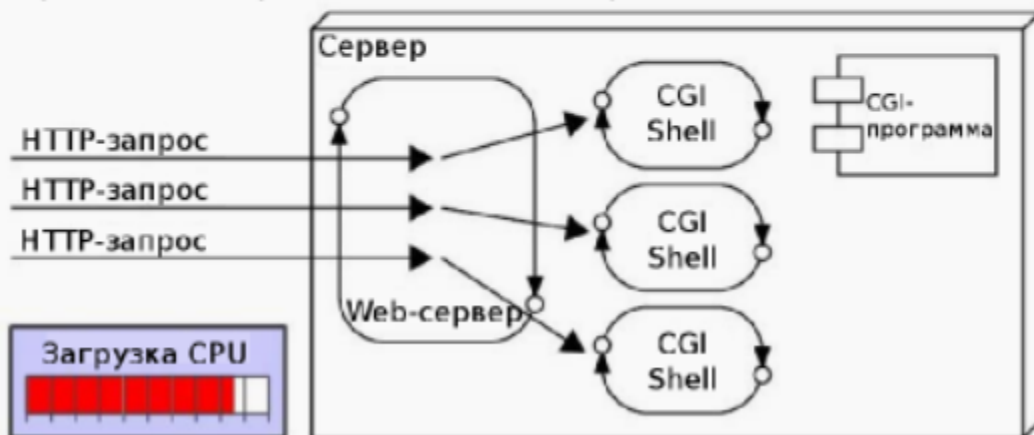 Сервер
HTTP-запрос
HTTP-запрос
HTTP-запрос
Web-сервер
CGI
Shell
CGI
Shell
CGI
Shell
CGI-
программа
Загрузка CPU